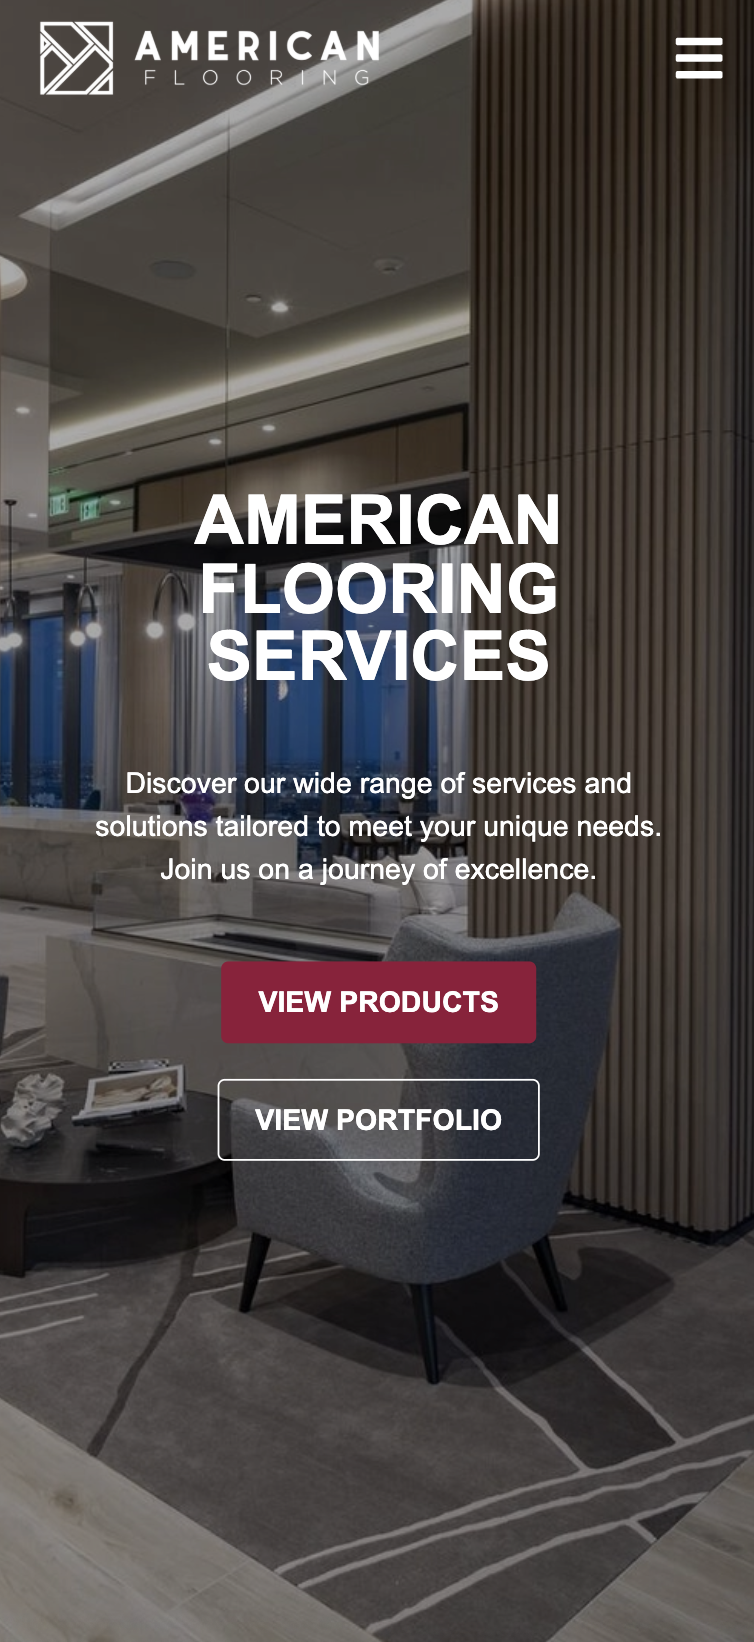 AMERICAN
FLOORING
AMERICAN
FLOORING
SERVICES
Discover our wide range of services and
solutions tailored to meet your unique needs.
Join us on a journey of excellence.
VIEW PRODUCTS
VIEW PORTFOLIO